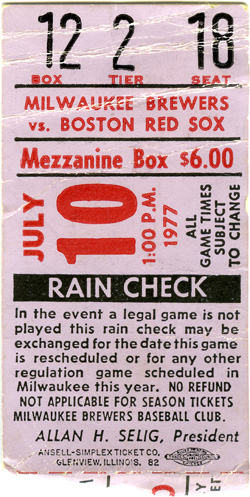 12 2 18
BOX TIER SEAT
MILWAUKEE BREWERS
vs. BOSTON RED SOX
Mezzanine Box $6.00
JULY
10
1:00 P.M.
1977
ALL
GAME TIMES
SUBJECT
TO CHANGE
RAIN CHECK
In the event a legal game is not
played this rain check may be
exchanged for the date this game
is rescheduled or for any other
regulation game scheduled in
Milwaukee this year. NO REFUND
NOT APPLICABLE FOR SEASON TICKETS
MILWAUKEE BREWERS BASEBALL CLUB.
ALLAN H. SELIG, President
ANSELL-SIMPLEX TICKET CO.
GLENVIEW, ILLINOIS. 82